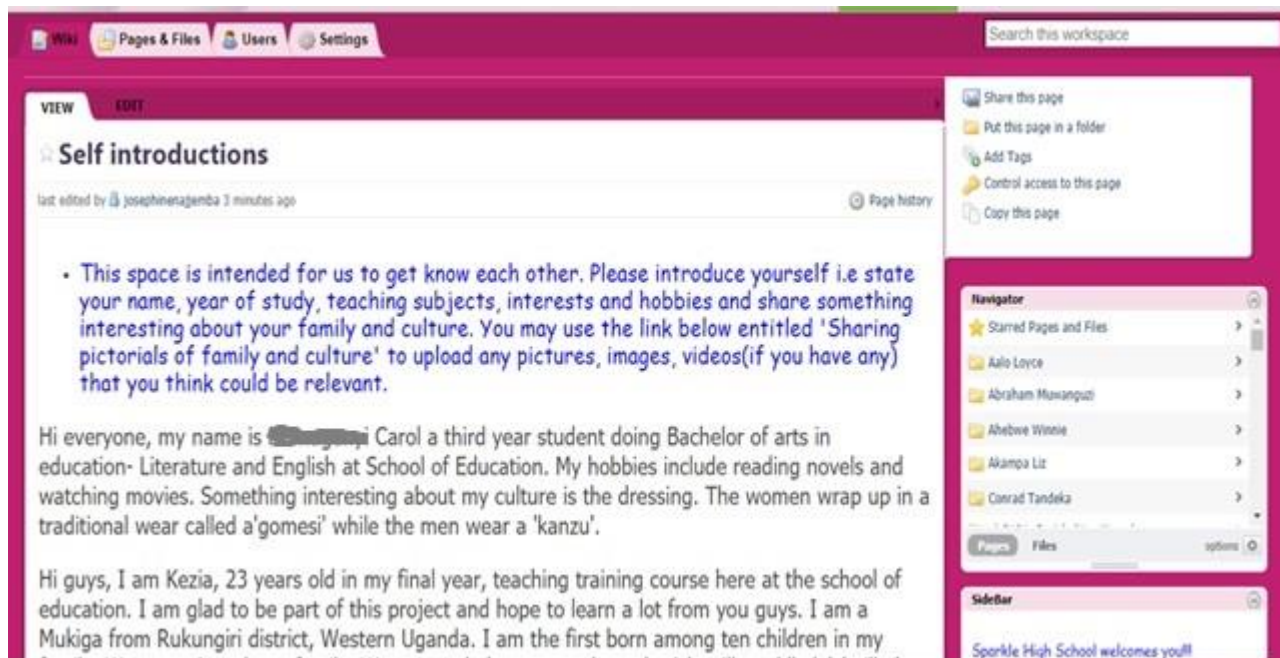 Wiki
Pages & Files
Users
Settings
Search this workspace
VIEW
EDIT
Self introductions
last edited by josephinenajjemba 3 minutes ago
Page history
• This space is intended for us to get know each other. Please introduce yourself i.e state
your name, year of study, teaching subjects, interests and hobbies and share something
interesting about your family and culture. You may use the link below entitled 'Sharing
pictorials of family and culture' to upload any pictures, images, videos(if you have any)
that you think could be relevant.
Hi everyone, my name is Carol a third year student doing Bachelor of arts in
education- Literature and English at School of Education. My hobbies include reading novels and
watching movies. Something interesting about my culture is the dressing. The women wrap up in a
traditional wear called a'gomesi' while the men wear a 'kanzu'.
Hi guys, I am Kezia, 23 years old in my final year, teaching training course here at the school of
education. I am glad to be part of this project and hope to learn a lot from you guys. I am a
Mukiga from Rukungiri district, Western Uganda. I am the first born among ten children in my
Share this page
Put this page in a folder
Add Tags
Control access to this page
Copy this page
Navigator
Starred Pages and Files
Aalo Loyce
Abraham Muwanguzi
Ahebwe Winnie
Akampa Liz
Conrad Tandeka
Pages
Files
options
SideBar
Sparkle High School welcomes you!!!